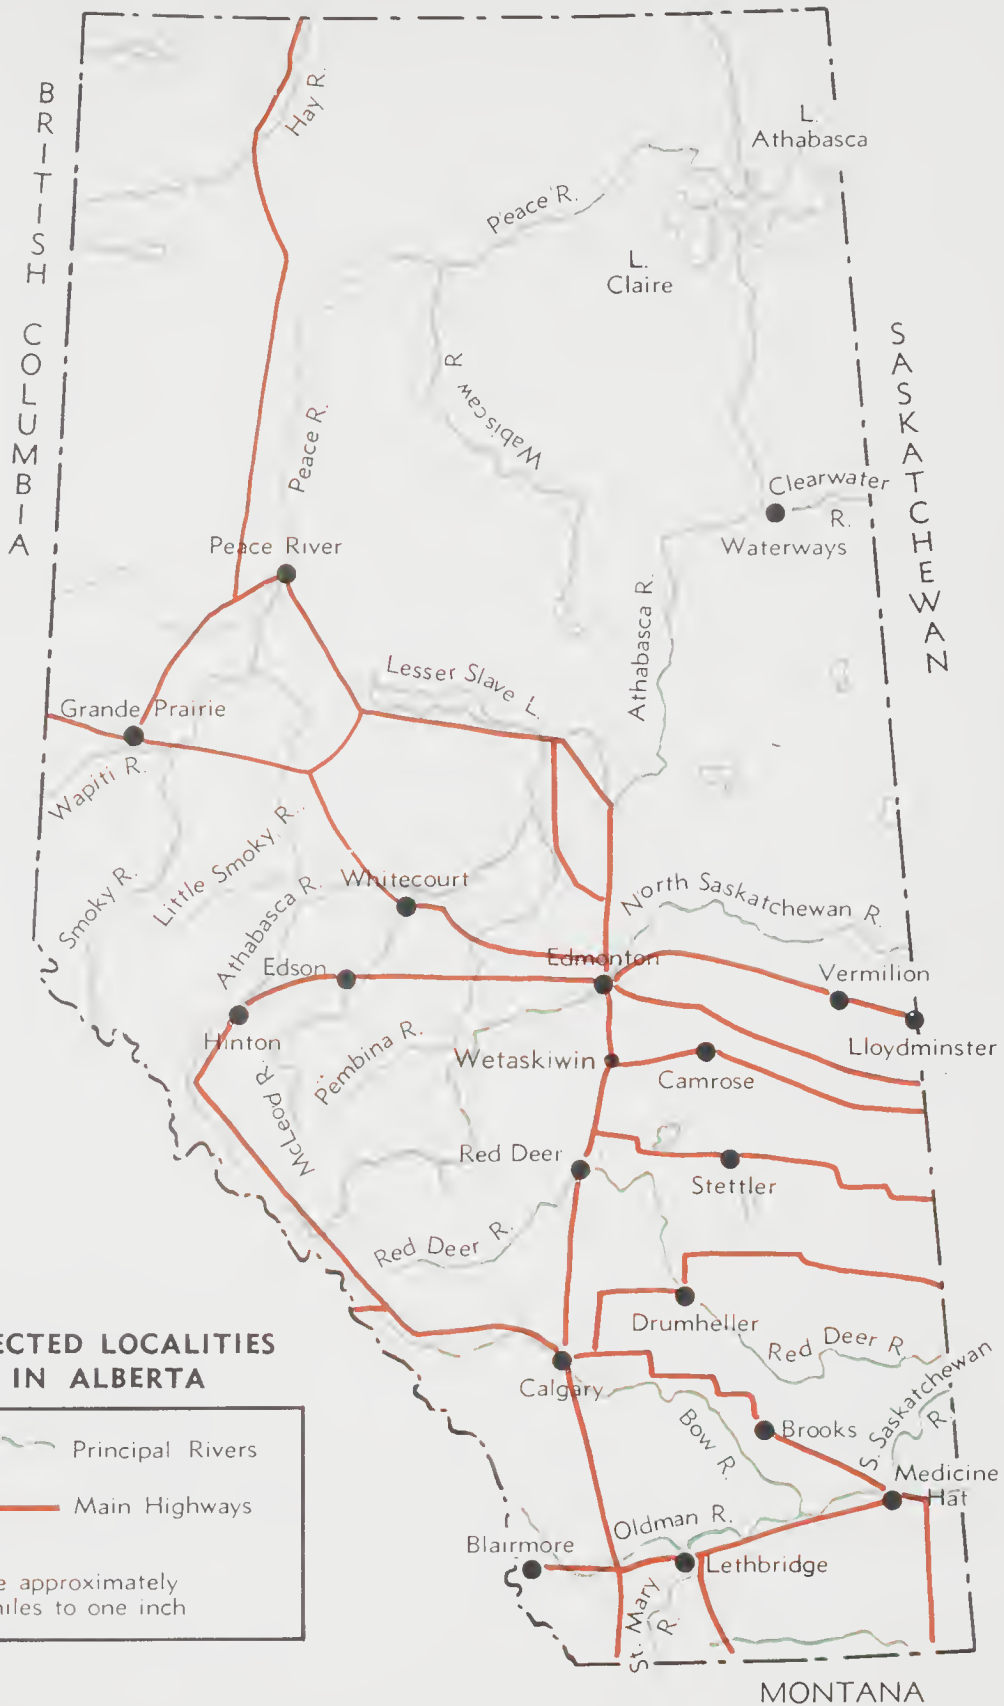 BRITISH COLUMBIA
Hay R.
L.
Athabasca
Peace R.
L.
Claire
SASKATCHEWAN
Wabiscaw R
Peace R.
Clearwater
R.
Waterways
Peace River
Athabasca R.
Lesser Slave L.
Grande Prairie
Wapiti R.
Little Smoky R.
Smoky R.
Whitecourt
Athabasca R.
North Saskatchewan R.
Edson
Edmonton
Vermilion
Hinton
Lloydminster
Pembina R.
Wetaskiwin
Camrose
McLeod R.
Red Deer
Stettler
Red Deer R.
Drumheller
Red Deer R.
Calgary
S. Saskatchewan
R.
Bow R.
Brooks
Medicine
Hat
Oldman R.
Blairmore
Lethbridge
St. Mary
R.
MONTANA
LOCALITIES
IN ALBERTA
Principal Rivers
Main Highways
approximately
to one inch